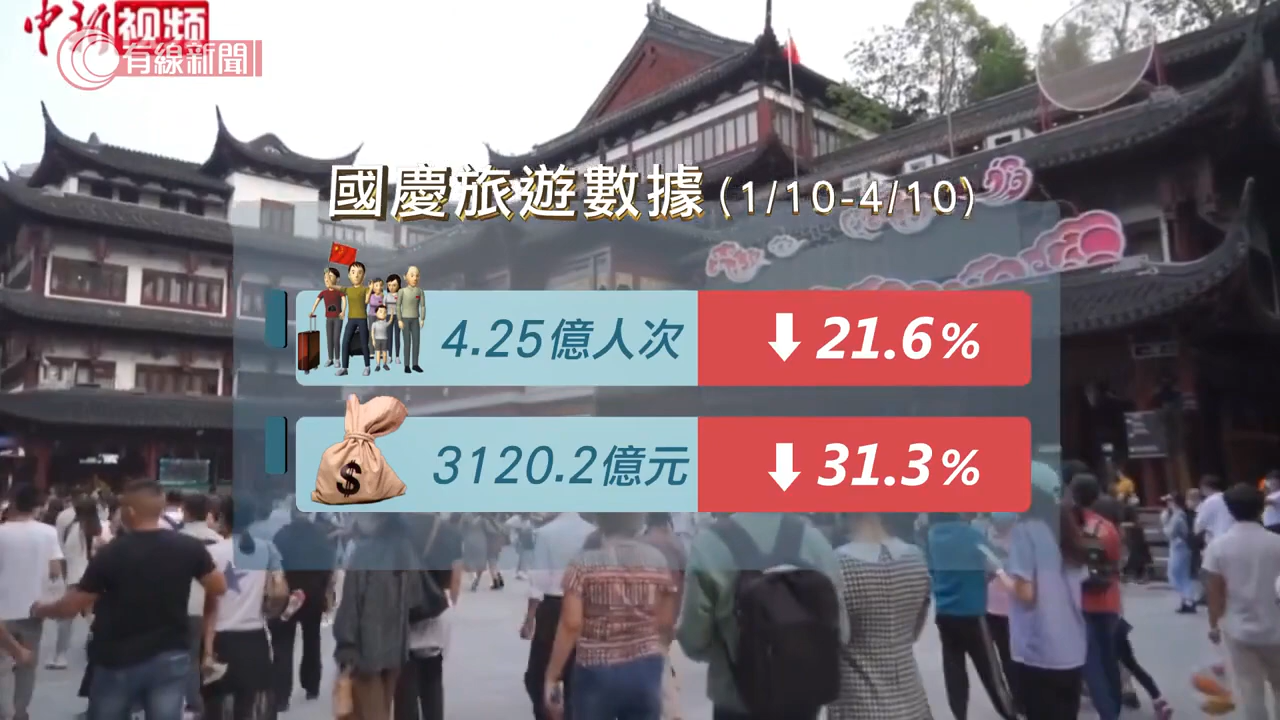 中新视频
有線新聞
國慶旅遊數據(1/10-4/10)
4.25億人次 ⬇21.6%
$ 3120.2億元 ⬇31.3%